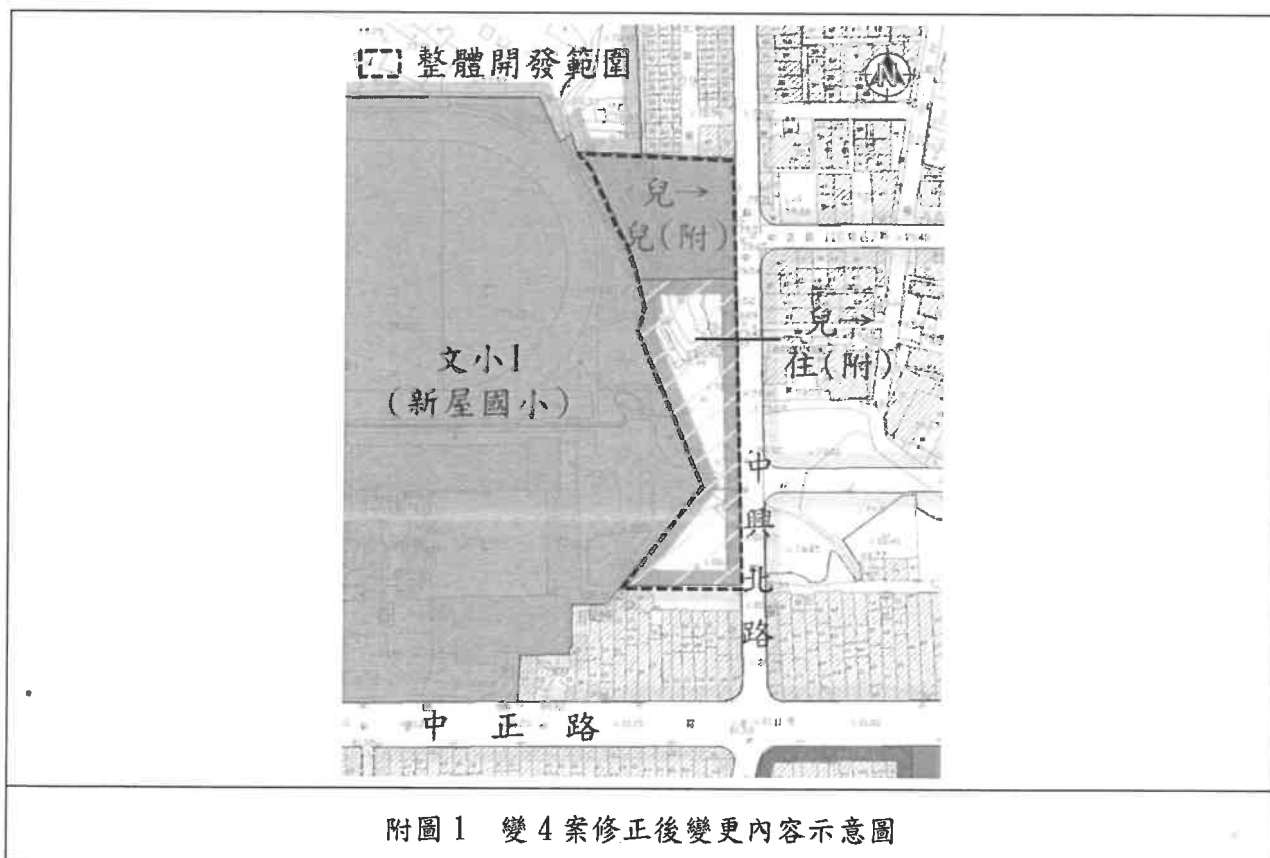 整體開發範圍
N
兒→
兒(附)
兒→
住(附)
文小1
(新屋國小)
中興北路
中正路
附圖1 變4案修正後變更內容示意圖